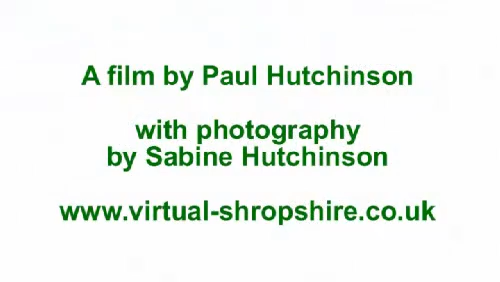 A film by Paul Hutchinson
with photography
by Sabine Hutchinson
www.virtual-shropshire.co.uk